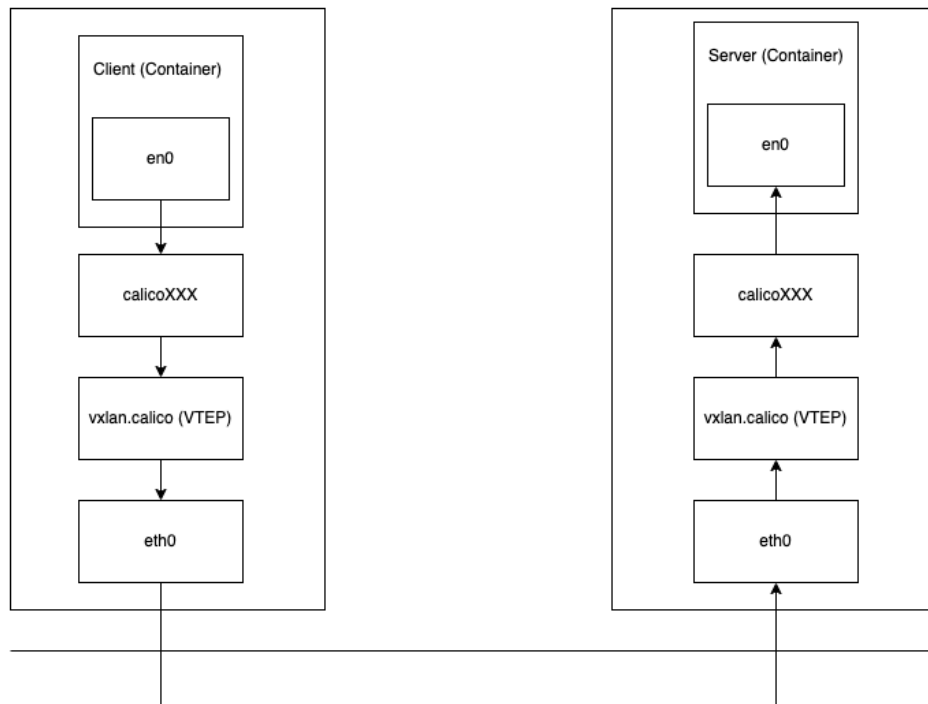 Client (Container)
en0
calicoXXX
vxlan.calico (VTEP)
eth0
Server (Container)
en0
calicoXXX
vxlan.calico (VTEP)
eth0